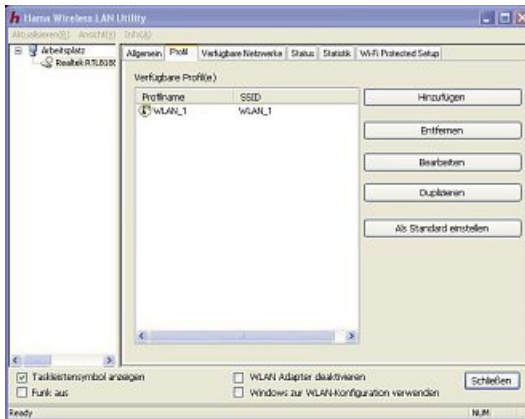 Hama Wireless LAN Utility
Aktualisieren(R) Ansicht(V) Info(A)
Arbeitsplatz
Realtek RTL8188
Allgemein Profil Verfügbare Netzwerke Status Statistik Wi-Fi Protected Setup
Verfügbare Profil(e)
Profilname SSID
WLAN_1 WLAN_1
Hinzufügen
Entfernen
Bearbeiten
Duplizieren
Als Standard einstellen
Taskleistensymbol anzeigen
Funk aus
WLAN Adapter deaktivieren
Windows zur WLAN-Konfiguration verwenden
Schließen
Ready
NUM